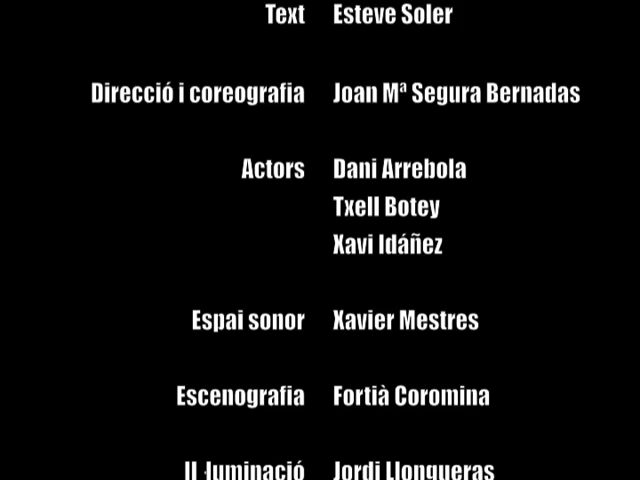 Text Esteve Soler
Direcció i coreografia Joan Mª Segura Bernadas
Actors Dani Arrebola
Txell Botey
Xavi Idáñez
Espai sonor Xavier Mestres
Escenografia Fortià Coromina
Il·luminació Jordi Llongueras